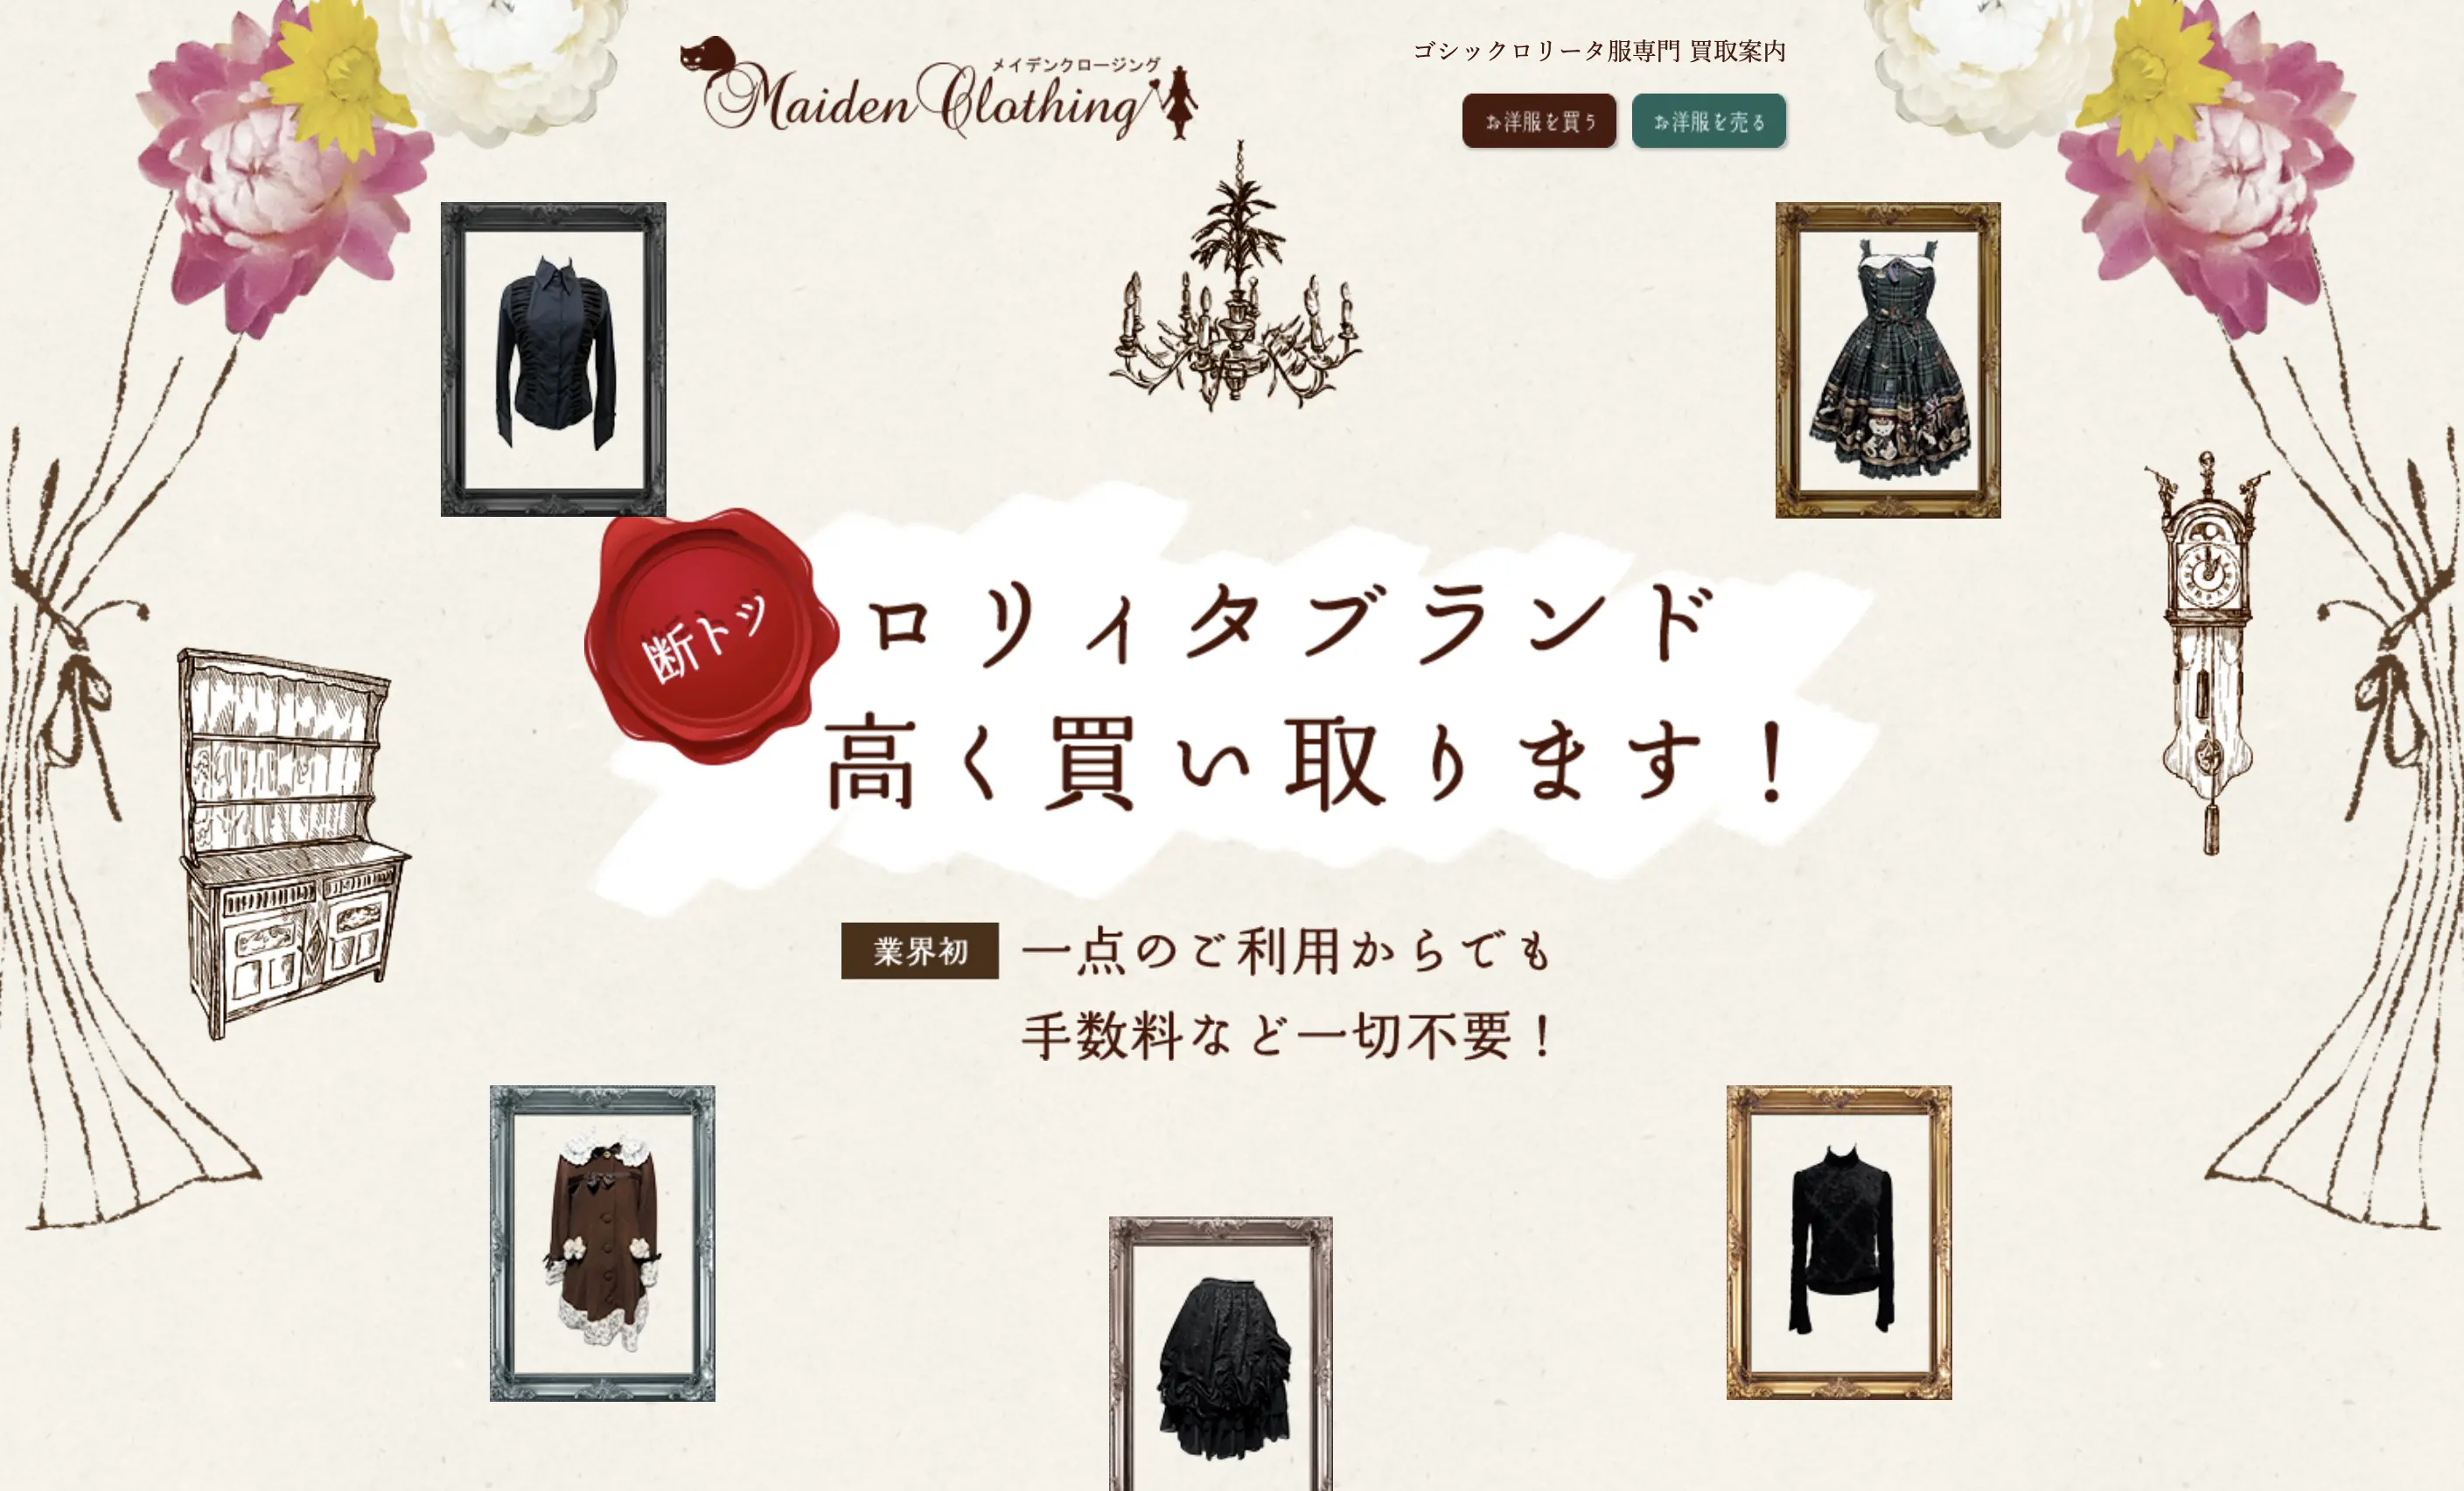 メイデンクロージング
Maiden Clothing
ゴシックロリータ服専門 買取案内
お洋服を買う
お洋服を売る
断トツ
ロリィタブランド
高く買い取ります！
業界初
一点のご利用からでも
手数料など一切不要！